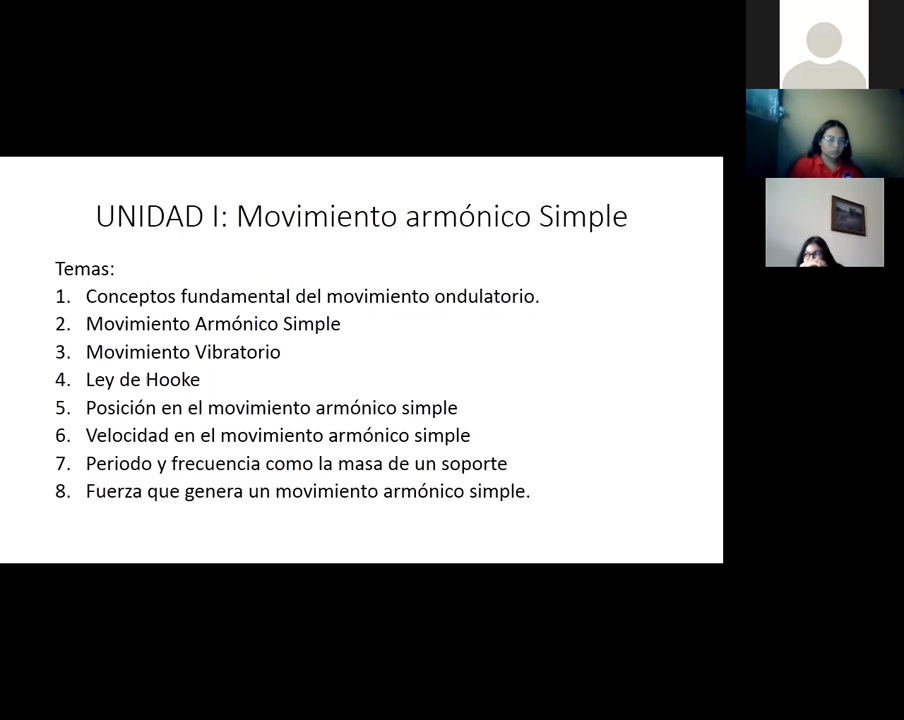 UNIDAD I: Movimiento armónico Simple
Temas:
1. Conceptos fundamental del movimiento ondulatorio.
2. Movimiento Armónico Simple
3. Movimiento Vibratorio
4. Ley de Hooke
5. Posición en el movimiento armónico simple
6. Velocidad en el movimiento armónico simple
7. Periodo y frecuencia como la masa de un soporte
8. Fuerza que genera un movimiento armónico simple.